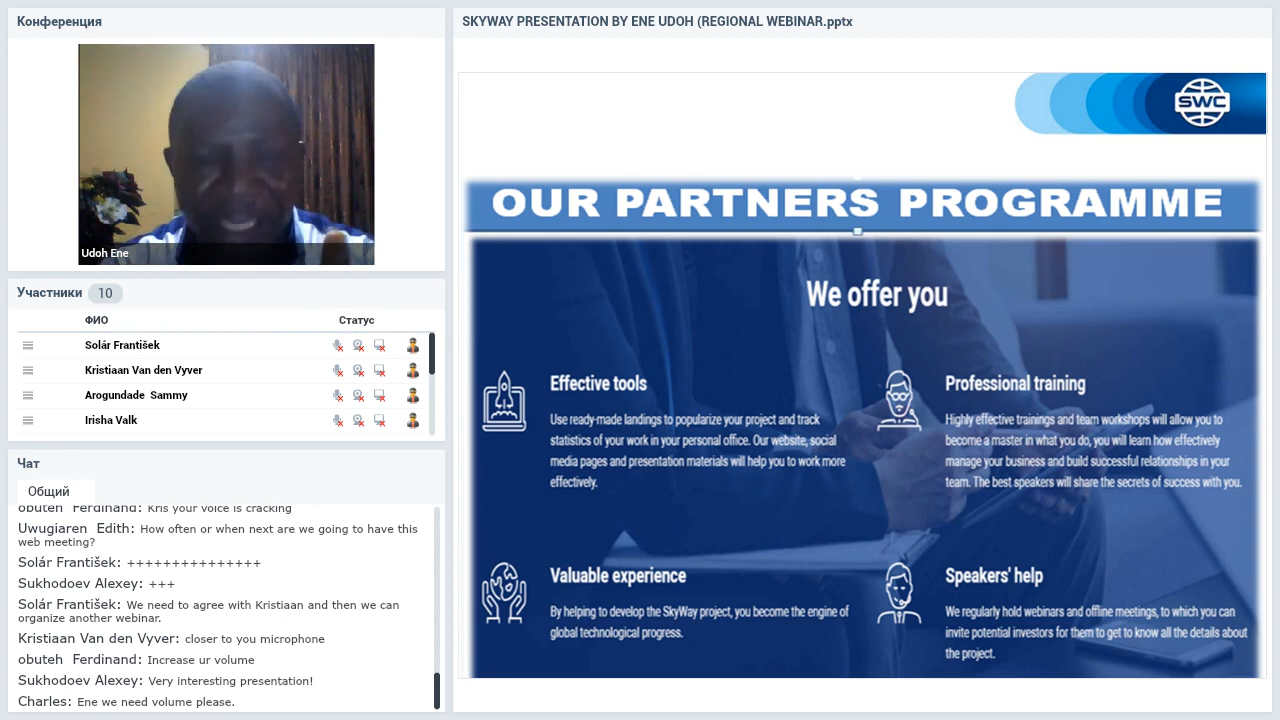 Конференция
Udoh Ene
Участники 10
ФИО Статус
Solár František
Kristiaan Van den Vyver
Arogundade Sammy
Irisha Valk
Чат
Общий
obuten Ferdinand: Kris your voice is cracking
Uwugiaren Edith: How often or when next are we going to have this
web meeting?
Solár František: +++++++++++++++
Sukhodoev Alexey: +++
Solár František: We need to agree with Kristiaan and then we can
organize another webinar.
Kristiaan Van den Vyver: closer to you microphone
obuteh Ferdinand: Increase ur volume
Sukhodoev Alexey: Very interesting presentation!
Charles: Ene we need volume please.
SKYWAY PRESENTATION BY ENE UDOH (REGIONAL WEBINAR.pptx
SWC
OUR PARTNERS PROGRAMME
We offer you
Effective tools
Use ready-made landings to popularize your project and track
statistics of your work in your personal office. Our website, social
media pages and presentation materials will help you to work more
effectively.
Professional training
Highly effective trainings and team workshops will allow you to
become a master in what you do, you will learn how effectively
manage your business and build successful relationships in your
team. The best speakers will share the secrets of success with you.
Valuable experience
By helping to develop the SkyWay project, you become the engine of
global technological progress.
Speakers' help
We regularly hold webinars and offline meetings, to which you can
invite potential investors for them to get to know all the details about
the project.